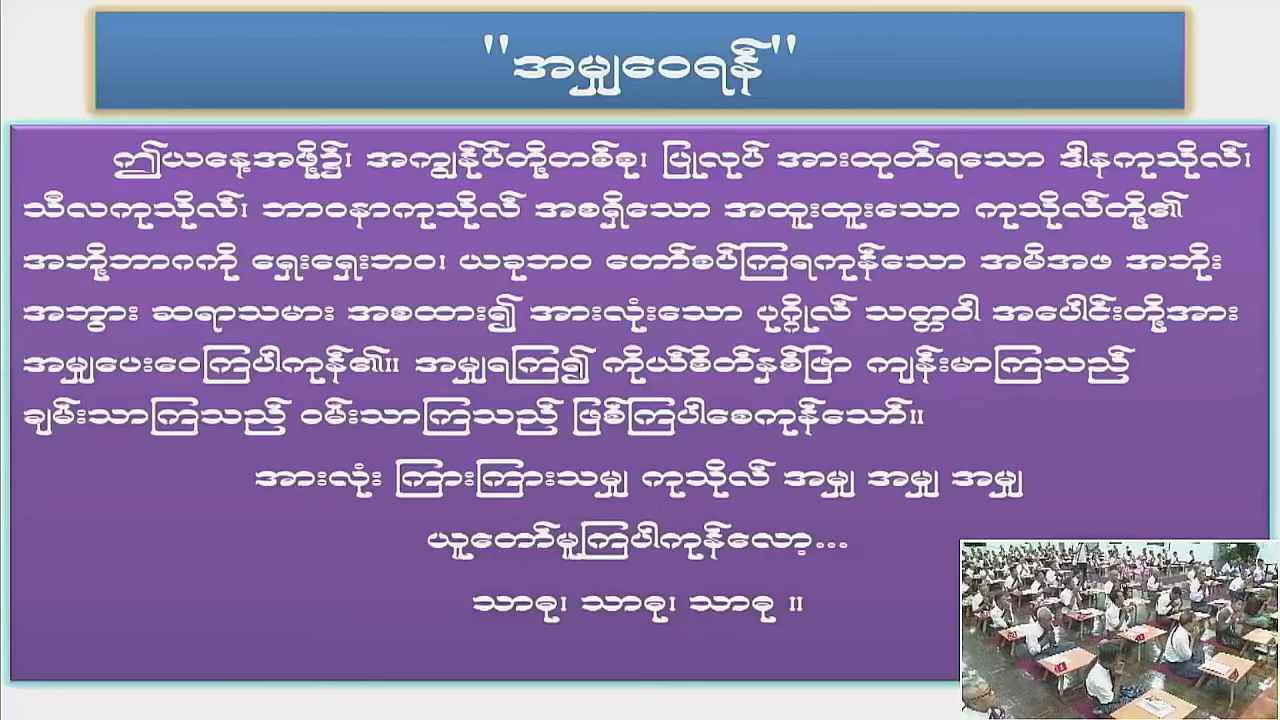 "အမျှဝေရန်"
ဤယနေ့အဖို့၌၊ အကျွန်ုပ်တို့တစ်စု၊ ပြုလုပ် အားထုတ်ရသော ဒါနကုသိုလ်၊
သီလကုသိုလ်၊ ဘာဝနာကုသိုလ် အစရှိသော အထူးထူးသော ကုသိုလ်တို့၏
အဘို့ဘာဂကို ရှေးရှေးဘဝ၊ ယခုဘဝ တော်စပ်ကြရကုန်သော အမိအဖ အဘိုး
အဘွား ဆရာသမား အစထား၍ အားလုံးသော ပုဂ္ဂိုလ် သတ္တဝါ အပေါင်းတို့အား
အမျှပေးဝေကြပါကုန်၏။ အမျှရကြ၍ ကိုယ်စိတ်နှစ်ဖြာ ကျန်းမာကြသည်
ချမ်းသာကြသည် ဝမ်းသာကြသည် ဖြစ်ကြပါစေကုန်သော်။
အားလုံး ကြားကြားသမျှ ကုသိုလ် အမျှ အမျှ အမျှ
ယူတော်မူကြပါကုန်လော့...
သာဓု၊ သာဓု၊ သာဓု ။